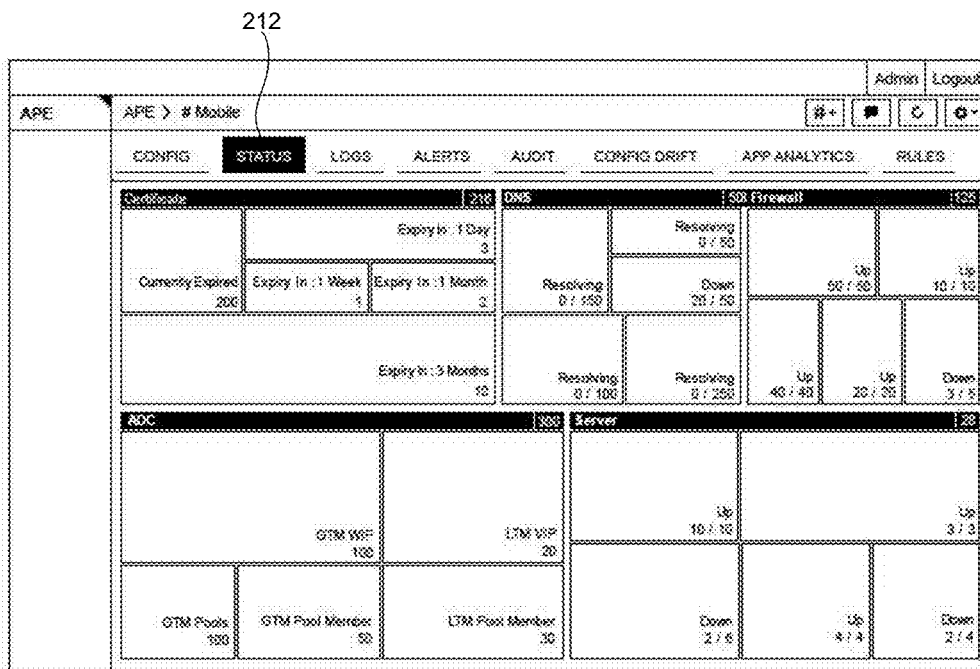 212
Admin Logout
APE APE > # Mobile
CONFIG STATUS LOGS ALERTS AUDIT CONFIG DRIFT APP ANALYTICS RULES
Certificate 216
Currently Expired
200
Expiry In : 1 Day
3
Expiry In : 1 Week
1
Expiry In : 1 Month
2
Expiry In : 3 Months
10
DNS
Resolving
0 / 150
Resolving
0 / 50
Down
20 / 50
Resolving
0 / 100
Resolving
0 / 250
Firewall
Up
50 / 50
Up
10 / 10
Up
40 / 40
Up
20 / 20
Down
3 / 5
ADC 300
GTM WIP
100
LTM VIP
20
GTM Pools
100
GTM Pool Member
50
LTM Pool Member
30
Server
Up
10 / 10
Up
3 / 3
Down
2 / 6
Up
4 / 4
Down
2 / 4